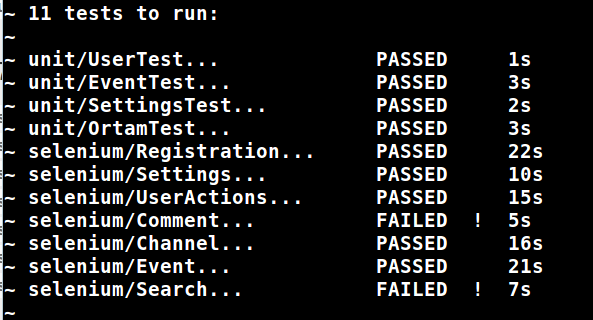 ~ 11 tests to run:
~
~ unit/UserTest... PASSED 1s
~ unit/EventTest... PASSED 3s
~ unit/SettingsTest... PASSED 2s
~ unit/OrtamTest... PASSED 3s
~ selenium/Registration... PASSED 22s
~ selenium/Settings... PASSED 10s
~ selenium/UserActions... PASSED 15s
~ selenium/Comment... FAILED ! 5s
~ selenium/Channel... PASSED 16s
~ selenium/Event... PASSED 21s
~ selenium/Search... FAILED ! 7s
~